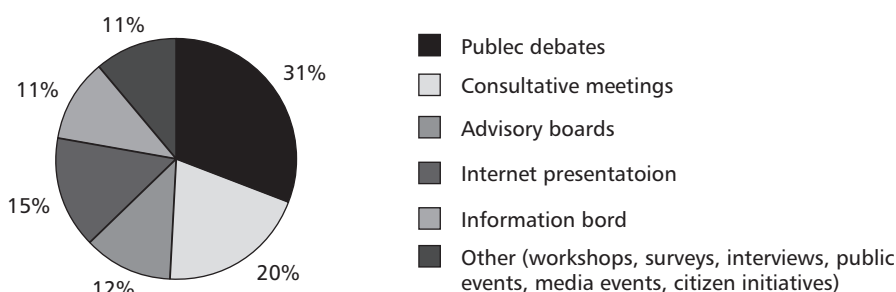 11%
31%
11%
15%
12%
20%
Publec debates
Consultative meetings
Advisory boards
Internet presentatoion
Information bord
Other (workshops, surveys, interviews, public
events, media events, citizen initiatives)